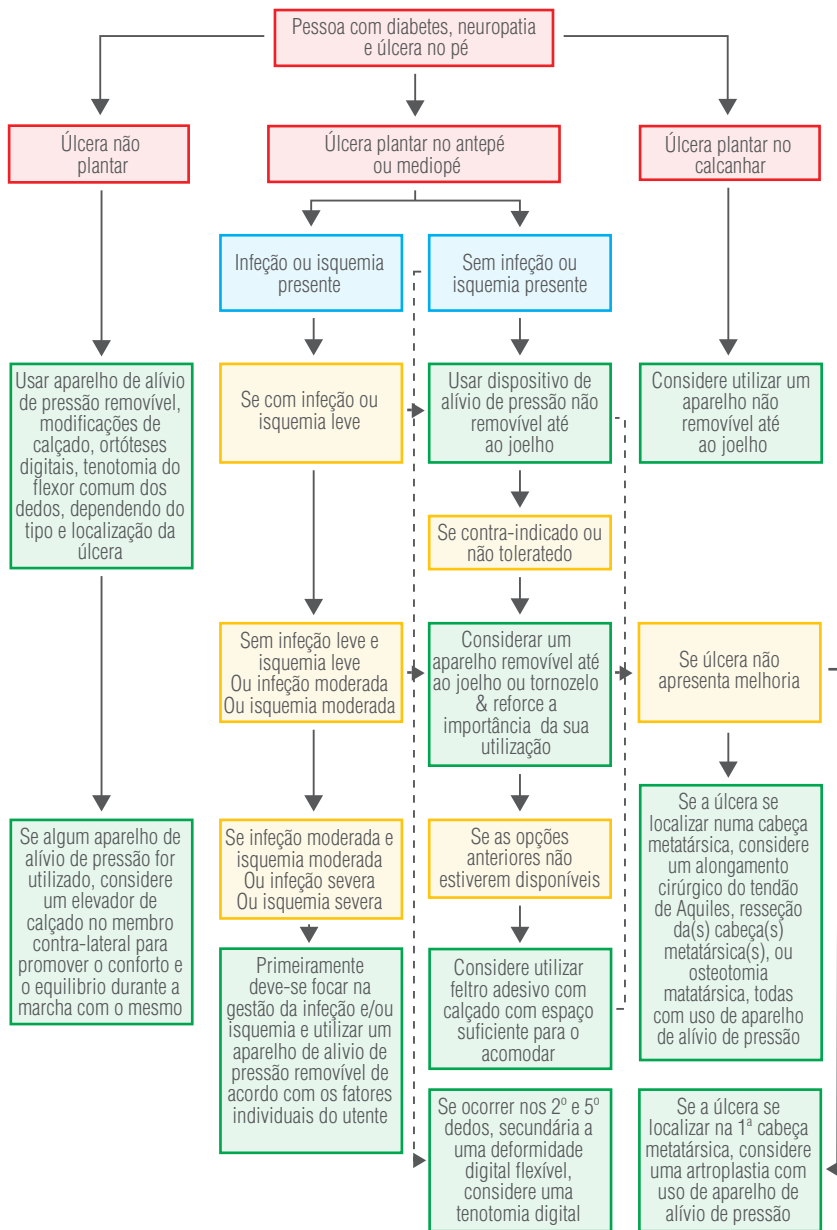 Pessoa com diabetes, neuropatia
e úlcera no pé
Úlcera não
plantar
Úlcera plantar no antepé
ou mediopé
Úlcera plantar no
calcanhar
Infeção ou isquemia
presente
Sem infeção ou
isquemia presente
Usar aparelho de alívio
de pressão removível,
modificações de
calçado, ortóteses
digitais, tenotomia do
flexor comum dos
dedos, dependendo do
tipo e localização da
úlcera
Se com infeção ou
isquemia leve
Usar dispositivo de
alívio de pressão não
removível até
ao joelho
Considere utilizar um
aparelho não
removível até
ao joelho
Se contra-indicado ou
não toleratedo
Sem infeção leve e
isquemia leve
Ou infeção moderada
Ou isquemia moderada
Considerar um
aparelho removível até
ao joelho ou tornozelo
& reforce a
importância da sua
utilização
Se úlcera não
apresenta melhoria
Se algum aparelho de
alívio de pressão for
utilizado, considere
um elevador de
calçado no membro
contra-lateral para
promover o conforto e
o equilibrio durante a
marcha com o mesmo
Se infeção moderada e
isquemia moderada
Ou infeção severa
Ou isquemia severa
Se as opções
anteriores não
estiverem disponíveis
Se a úlcera se
localizar numa cabeça
metatársica, considere
um alongamento
cirúrgico do tendão
de Aquiles, resseção
da(s) cabeça(s)
metatársica(s), ou
osteotomia
matatársica, todas
com uso de aparelho
de alívio de pressão
Primeiramente
deve-se focar na
gestão da infeção e/ou
isquemia e utilizar um
aparelho de alivio de
pressão removível de
acordo com os fatores
individuais do utente
Considere utilizar
feltro adesivo com
calçado com espaço
suficiente para o
acomodar
Se ocorrer nos 2º e 5º
dedos, secundária a
uma deformidade
digital flexível,
considere uma
tenotomia digital
Se a úlcera se
localizar na 1ª cabeça
metatársica, considere
uma artroplastia com
uso de aparelho de
alívio de pressão